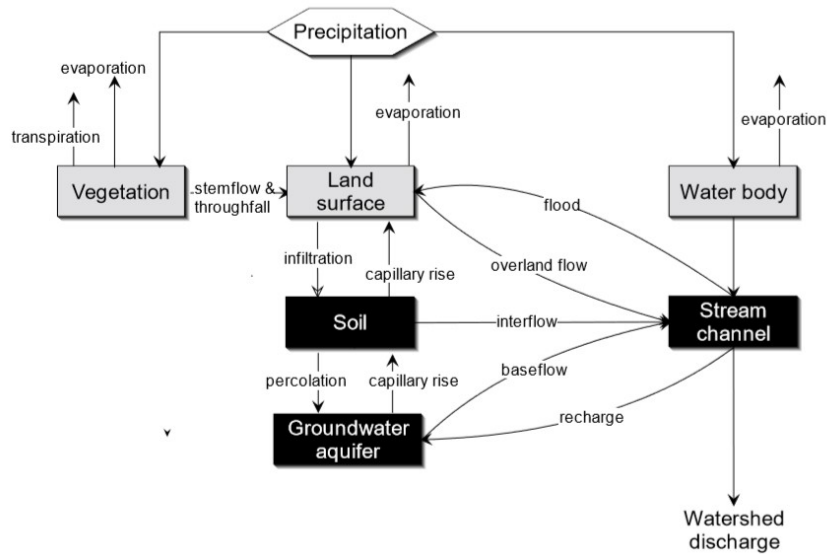 Precipitation
evaporation
transpiration
evaporation
evaporation
Vegetation
stemflow &
throughfall
Land
surface
Water body
flood
infiltration
capillary rise
overland flow
Soil
interflow
Stream
channel
percolation
capillary rise
baseflow
recharge
Groundwater
aquifer
Watershed
discharge